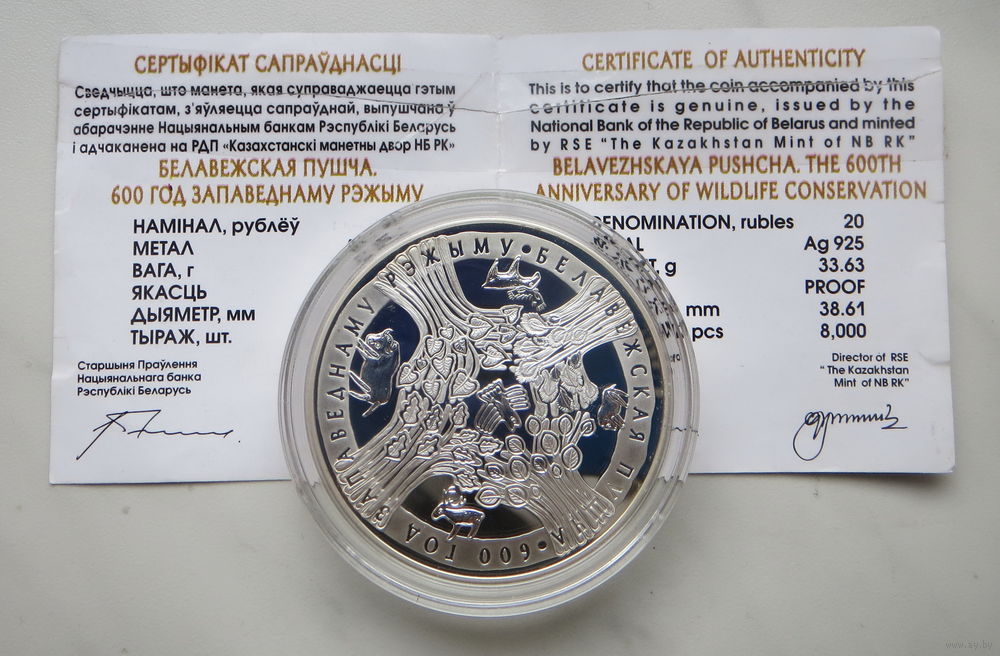 СЕРТЫФІКАТ САПРАЎДНАСЦІ
Сведчыцца, што манета, якая суправаджаецца гэтым
сертыфікатам, з'яўляецца сапраўднай, выпушчана ў
абарачэнне Нацыянальным банкам Рэспублікі Беларусь
і адчаканена на РДП «Казахстанскі манетны двор НБ РК»
БЕЛАВЕЖСКАЯ ПУШЧА.
600 ГОД ЗАПАВЕДНАМУ РЭЖЫМУ
НАМІНАЛ, рублёў
МЕТАЛ
ВАГА, г
ЯКАСЦЬ
ДЫЯМЕТР, мм
ТЫРАЖ, шт.
Старшыня Праўлення
Нацыянальнага банка
Рэспублікі Беларусь
CERTIFICATE OF AUTHENTICITY
This is to certify that the coin accompanied by this
certificate is genuine, issued by the
National Bank of the Republic of Belarus and minted
by RSE "The Kazakhstan Mint of NB RK"
BELAVEZHSKAYA PUSHCHA. THE 600TH
ANNIVERSARY OF WILDLIFE CONSERVATION
DENOMINATION, rubles 20
Ag 925
g 33.63
PROOF
mm 38.61
pcs 8,000
Director of RSE
"The Kazakhstan
Mint of NB RK"
БЕЛАВЕЖСКАЯ ПУШЧА • 600 ГОД ЗАПАВЕДНАМУ РЭЖЫМУ •
www.ay.by